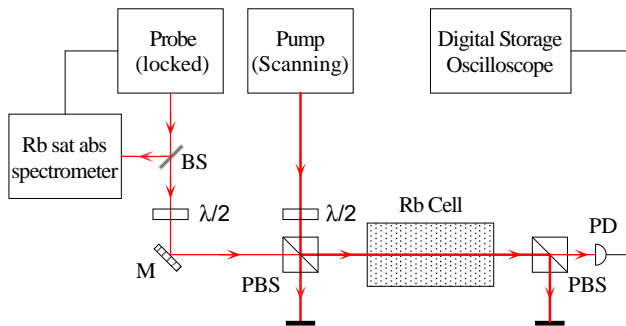 Probe
(locked)
Pump
(Scanning)
Digital Storage
Oscilloscope
Rb sat abs
spectrometer
BS
λ/2
λ/2
Rb Cell
PD
M
PBS
PBS